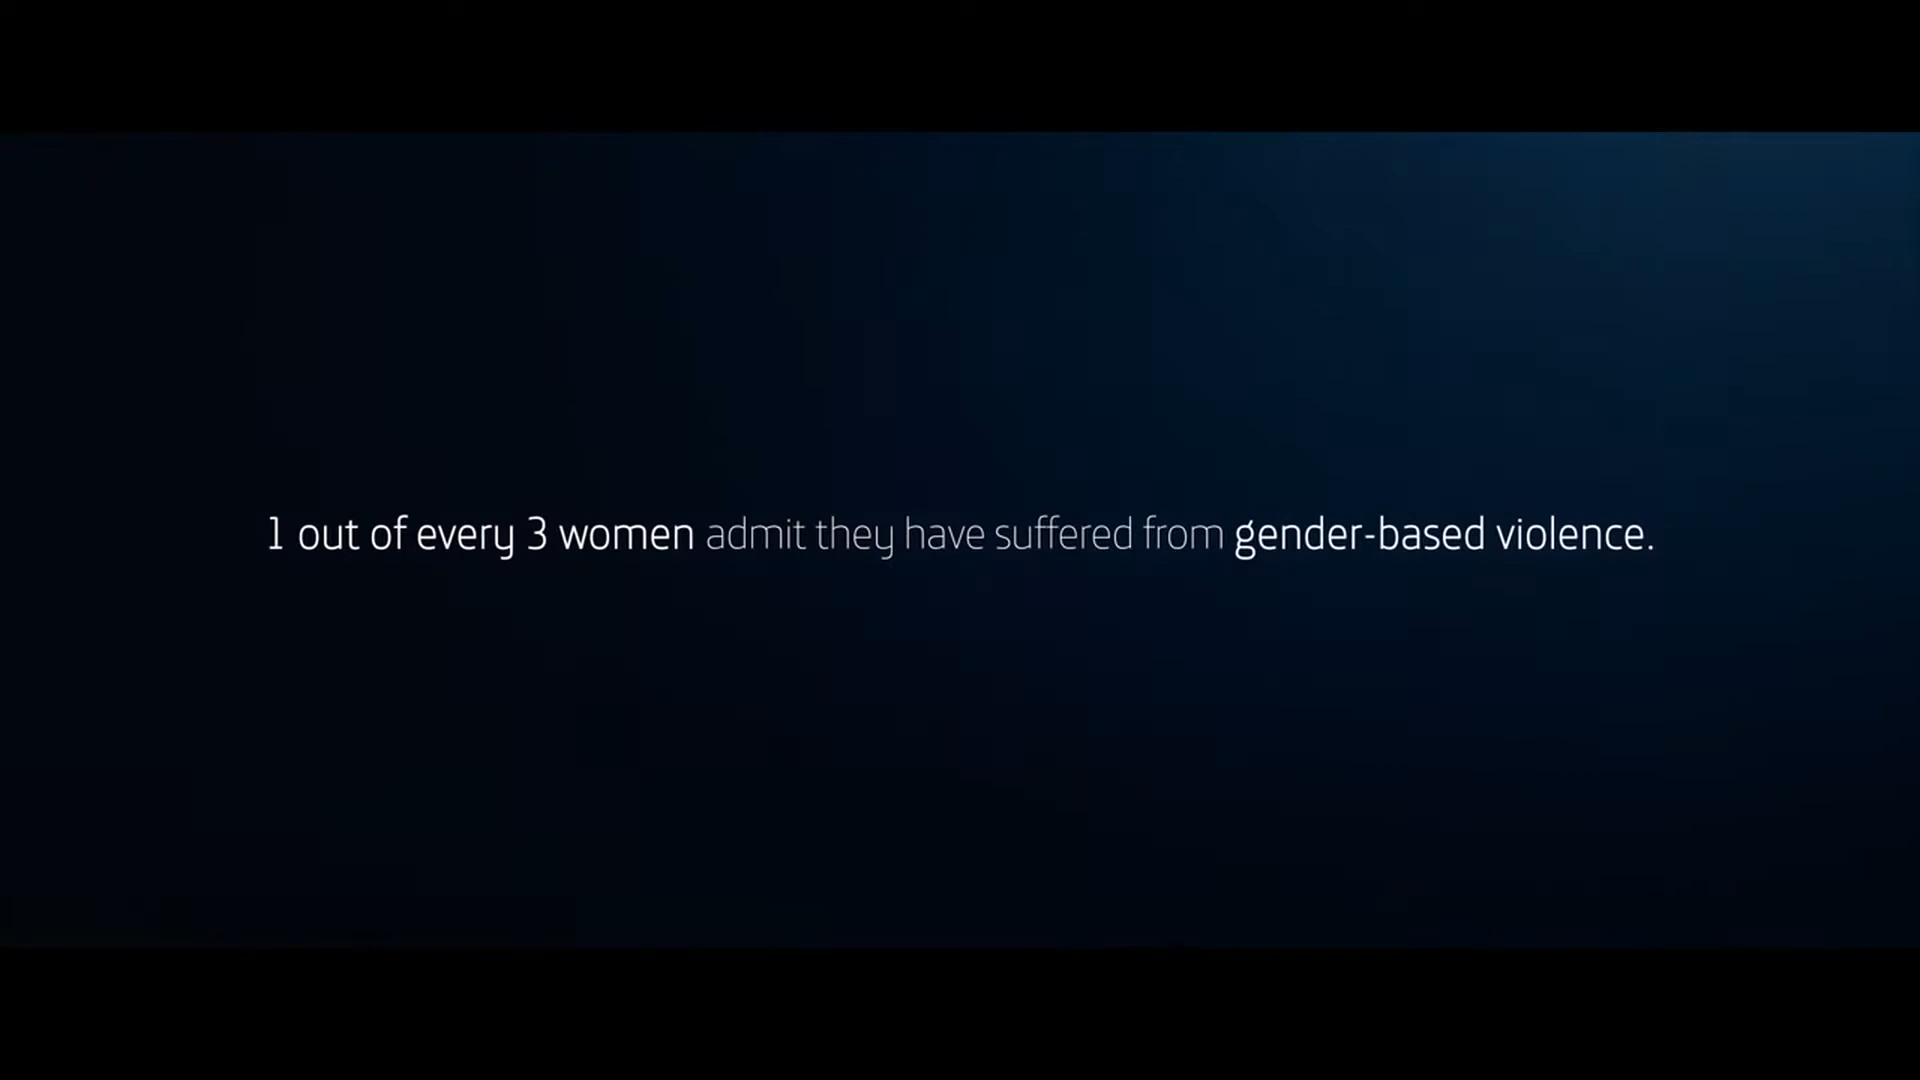 1 out of every 3 women admit they have suffered from gender-based violence.